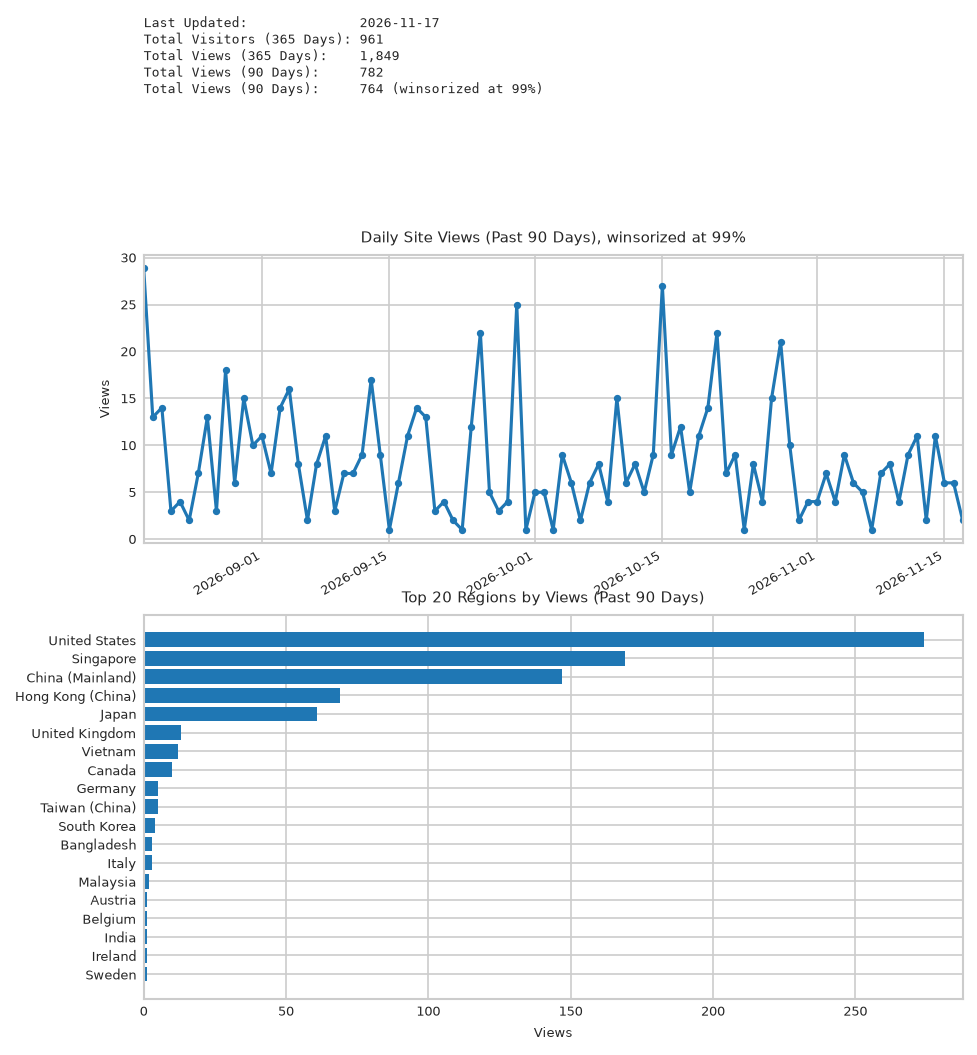 Last Updated: 2026-11-17
Total Visitors (365 Days): 961
Total Views (365 Days): 1,849
Total Views (90 Days): 782
Total Views (90 Days): 764 (winsorized at 99%)
Daily Site Views (Past 90 Days), winsorized at 99%
30
25
20
15
10
5
0
Views
2026-09-01
2026-09-15
2026-10-01
2026-10-15
2026-11-01
2026-11-15
Top 20 Regions by Views (Past 90 Days)
United States
Singapore
China (Mainland)
Hong Kong (China)
Japan
United Kingdom
Vietnam
Canada
Germany
Taiwan (China)
South Korea
Bangladesh
Italy
Malaysia
Austria
Belgium
India
Ireland
Sweden
0 50 100 150 200 250
Views